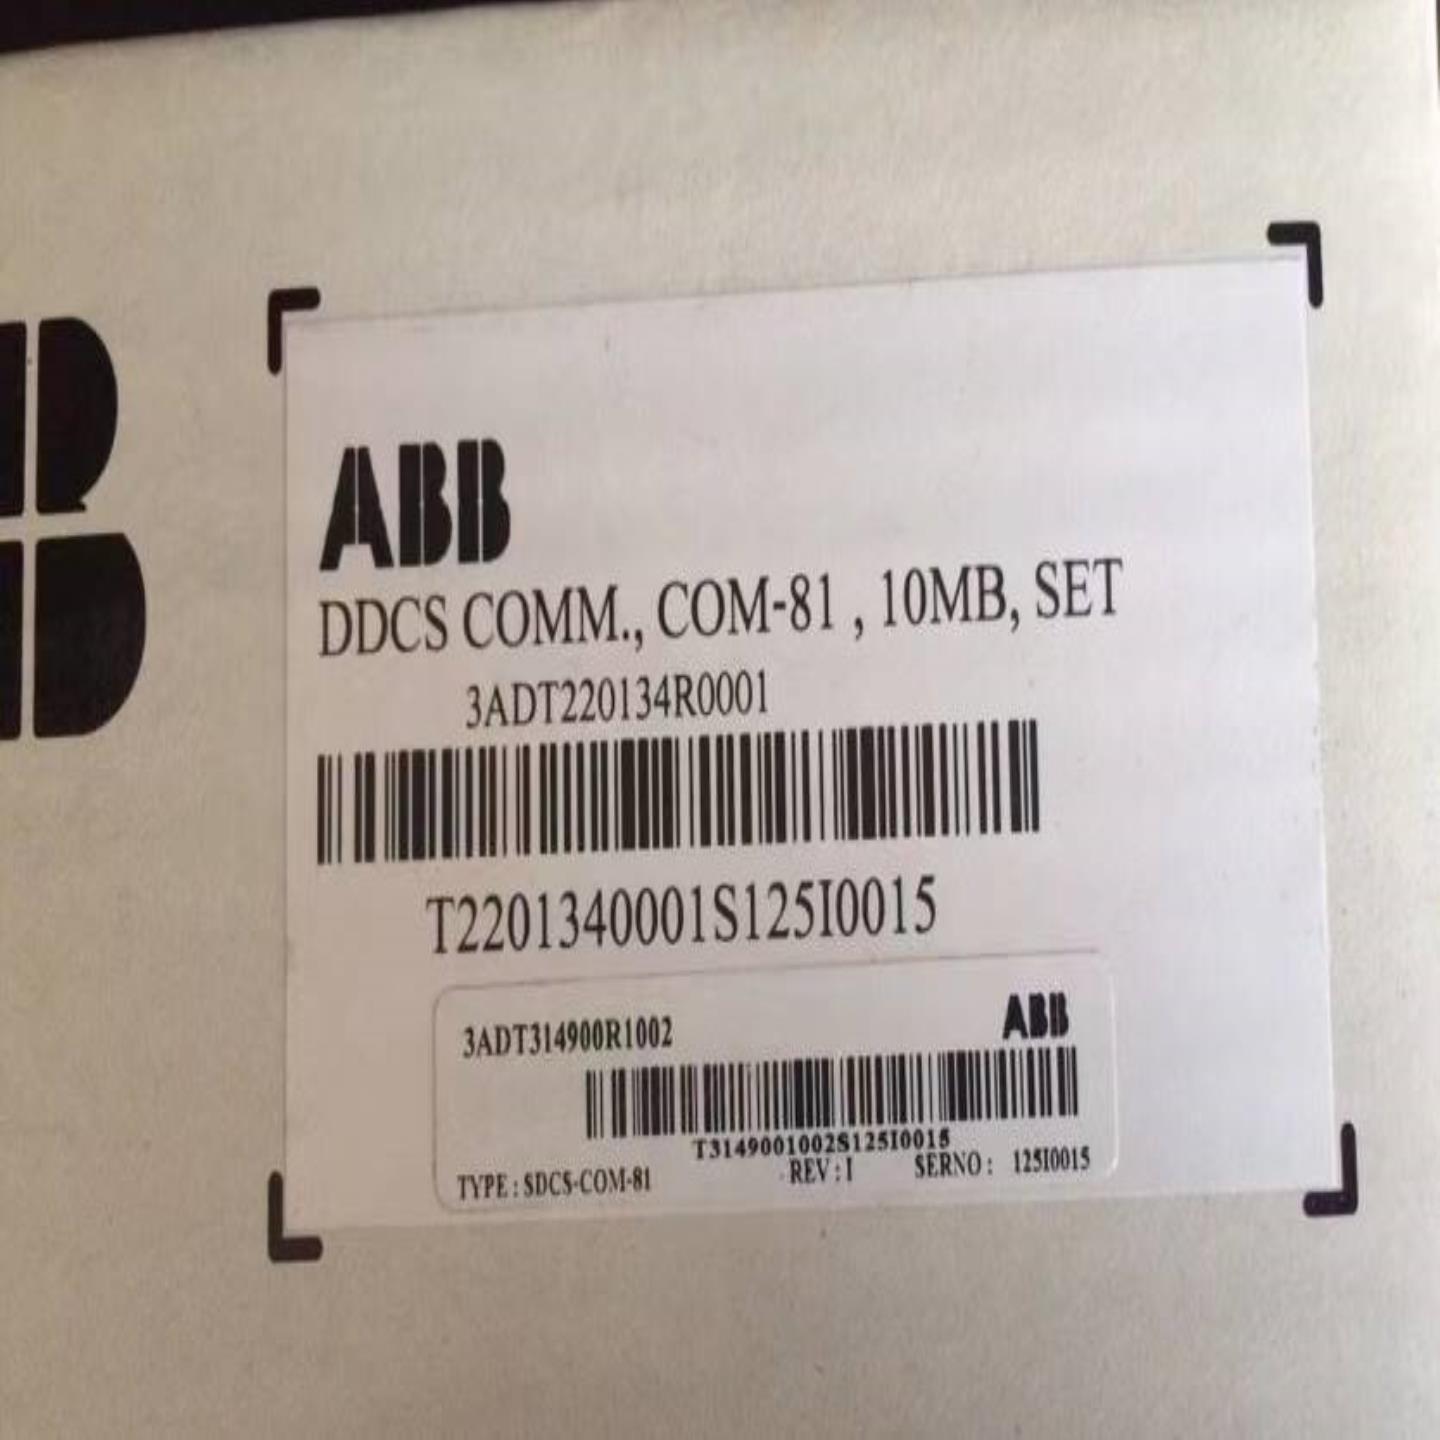 ABB
DDCS COMM., COM-81 , 10MB, SET
3ADT220134R0001
T2201340001S125I0015
3ADT314900R1002
ABB
T3149001002S125I0015
TYPE : SDCS-COM-81 REV : I SERNO : 125I0015